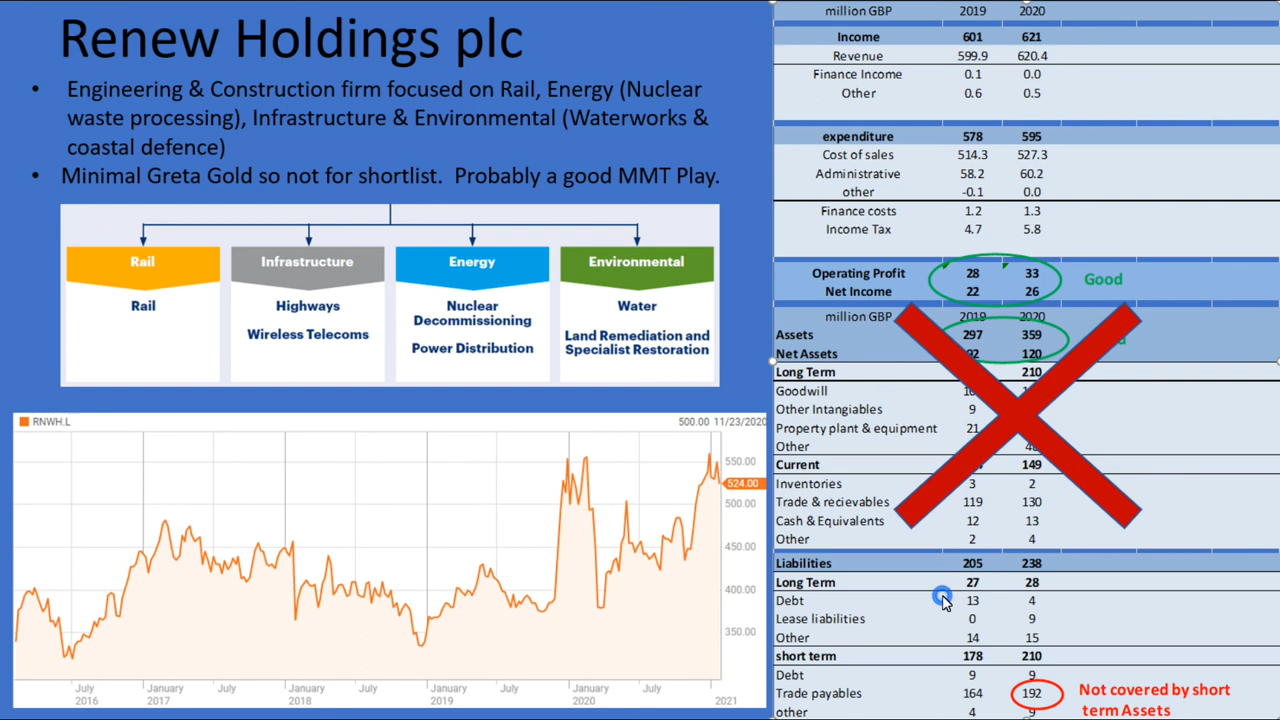 Renew Holdings plc
• Engineering & Construction firm focused on Rail, Energy (Nuclear
waste processing), Infrastructure & Environmental (Waterworks &
coastal defence)
• Minimal Greta Gold so not for shortlist. Probably a good MMT Play.
Rail
Rail
Infrastructure
Highways
Wireless Telecoms
Energy
Nuclear
Decommissioning
Power Distribution
Environmental
Water
Land Remediation and
Specialist Restoration
RNWH.L
500.00 11/23/2020
550.00
524.00
500.00
450.00
400.00
350.00
July
2016
January
2017
July
January
2018
July
January
2019
July
January
2020
July
2021
million GBP 2019 2020
Income 601 621
Revenue 599.9 620.4
Finance Income 0.1 0.0
Other 0.6 0.5
expenditure 578 595
Cost of sales 514.3 527.3
Administrative 58.2 60.2
other -0.1 0.0
Finance costs 1.2 1.3
Income Tax 4.7 5.8
Operating Profit 28 33
Net Income 22 26
Good
million GBP 2019 2020
Assets 297 359
Net Assets 120
Long Term 210
Goodwill
Other Intangibles 9
Property plant & equipment 21
Other
Current 149
Inventories 3 2
Trade & recievables 119 130
Cash & Equivalents 12 13
Other 2 4
Liabilities 205 238
Long Term 27 28
Debt 13 4
Lease liabilities 0 9
Other 14 15
short term 178 210
Debt 9 9
Trade payables 164 192
other 4 9
Not covered by short
term Assets